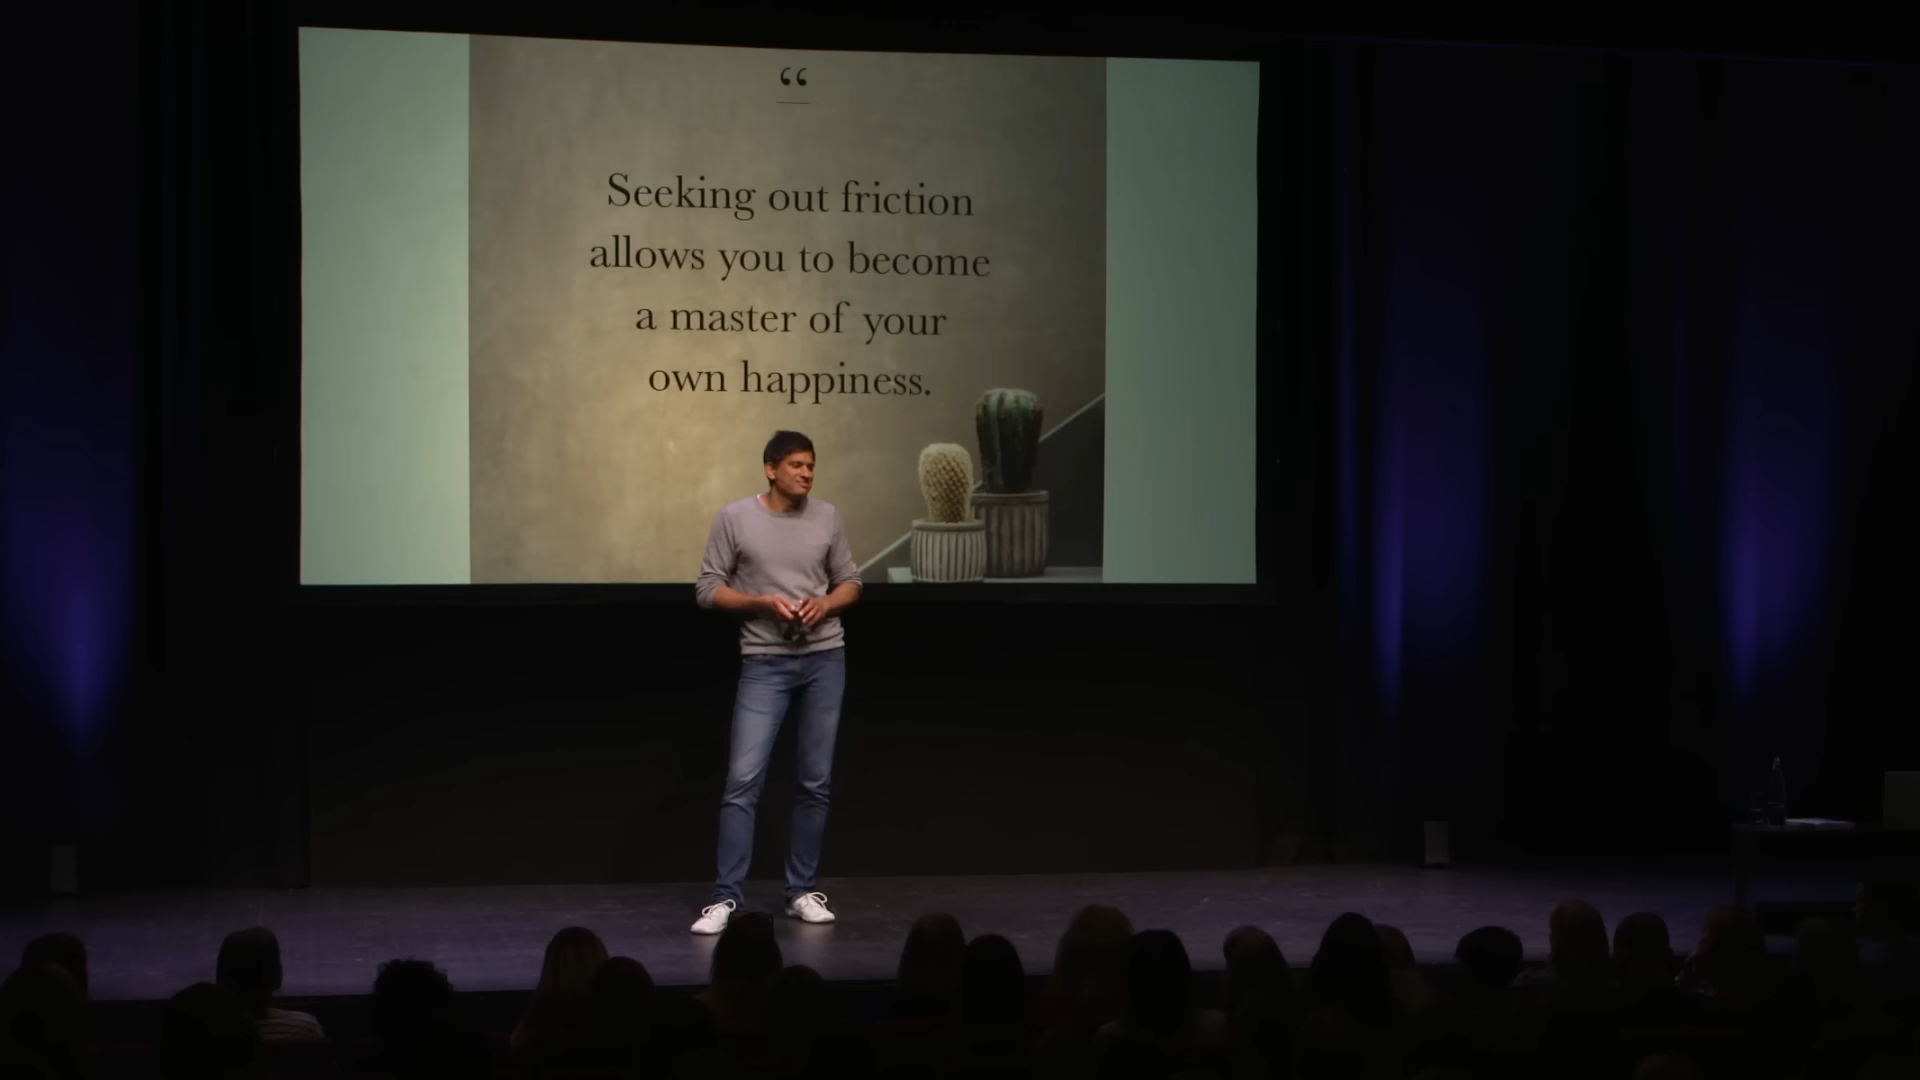 “
Seeking out friction
allows you to become
a master of your
own happiness.